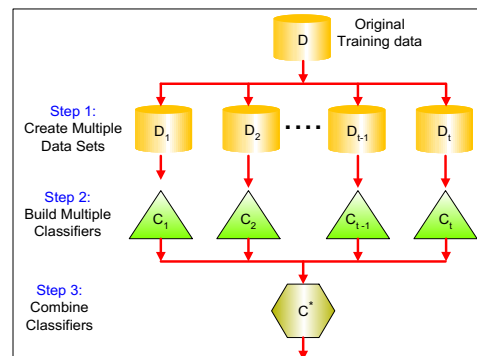 Original
Training data
D
Step 1:
Create Multiple
Data Sets
D1 D2 .... Dt-1 Dt
Step 2:
Build Multiple
Classifiers
C1 C2 Ct-1 Ct
Step 3:
Combine
Classifiers
C*